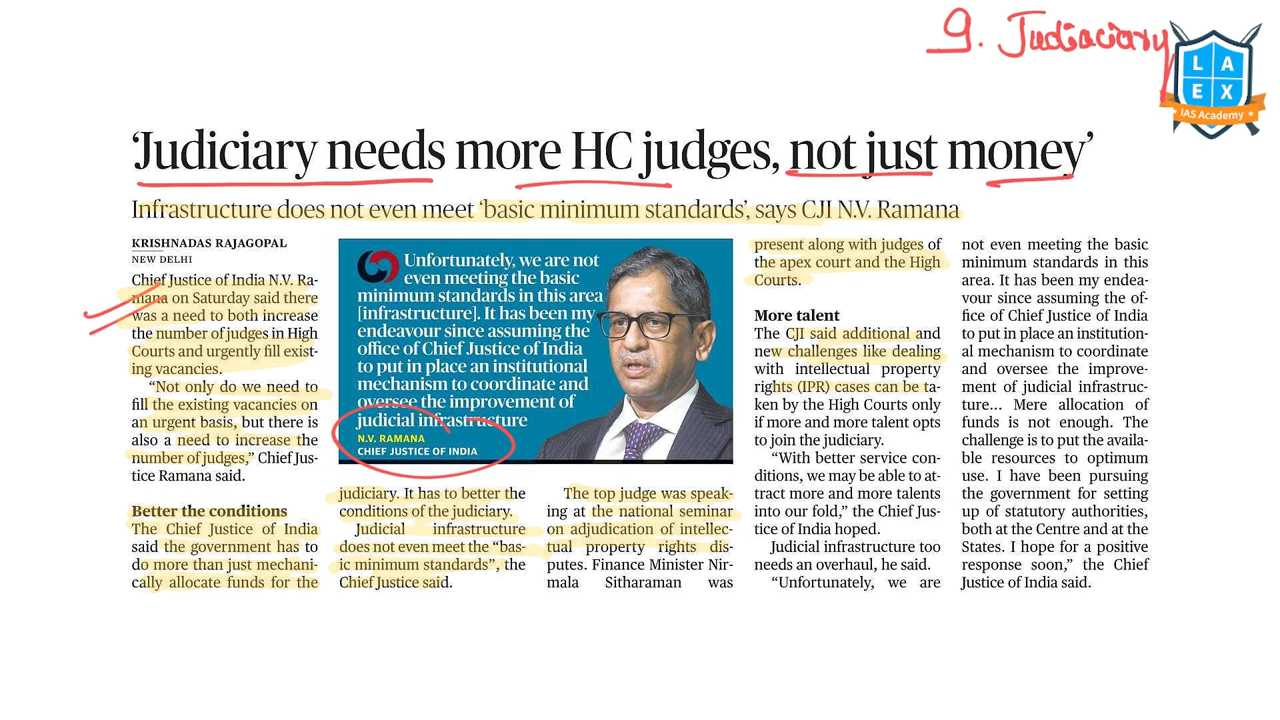 9. Judiaciary
L A
E X
IAS Academy
‘Judiciary needs more HC judges, not just money’
Infrastructure does not even meet ‘basic minimum standards’, says CJI N.V. Ramana
KRISHNADAS RAJAGOPAL
NEW DELHI
Chief Justice of India N.V. Ra-
mana on Saturday said there
was a need to both increase
the number of judges in High
Courts and urgently fill exist-
ing vacancies.
“Not only do we need to
fill the existing vacancies on
an urgent basis, but there is
also a need to increase the
number of judges,” Chief Jus-
tice Ramana said.
Better the conditions
The Chief Justice of India
said the government has to
do more than just mechani-
cally allocate funds for the
Unfortunately, we are not
even meeting the basic
minimum standards in this area
[infrastructure]. It has been my
endeavour since assuming the
office of Chief Justice of India
to put in place an institutional
mechanism to coordinate and
oversee the improvement of
judicial infrastructure
N.V. RAMANA
CHIEF JUSTICE OF INDIA
judiciary. It has to better the
conditions of the judiciary.
Judicial infrastructure
does not even meet the “bas-
ic minimum standards”, the
Chief Justice said.
The top judge was speak-
ing at the national seminar
on adjudication of intellec-
tual property rights dis-
putes. Finance Minister Nir-
mala Sitharaman was
present along with judges of
the apex court and the High
Courts.
More talent
The CJI said additional and
new challenges like dealing
with intellectual property
rights (IPR) cases can be ta-
ken by the High Courts only
if more and more talent opts
to join the judiciary.
“With better service con-
ditions, we may be able to at-
tract more and more talents
into our fold,” the Chief Jus-
tice of India hoped.
Judicial infrastructure too
needs an overhaul, he said.
“Unfortunately, we are
not even meeting the basic
minimum standards in this
area. It has been my endea-
vour since assuming the of-
fice of Chief Justice of India
to put in place an institution-
al mechanism to coordinate
and oversee the improve-
ment of judicial infrastruc-
ture... Mere allocation of
funds is not enough. The
challenge is to put the availa-
ble resources to optimum
use. I have been pursuing
the government for setting
up of statutory authorities,
both at the Centre and at the
States. I hope for a positive
response soon,” the Chief
Justice of India said.